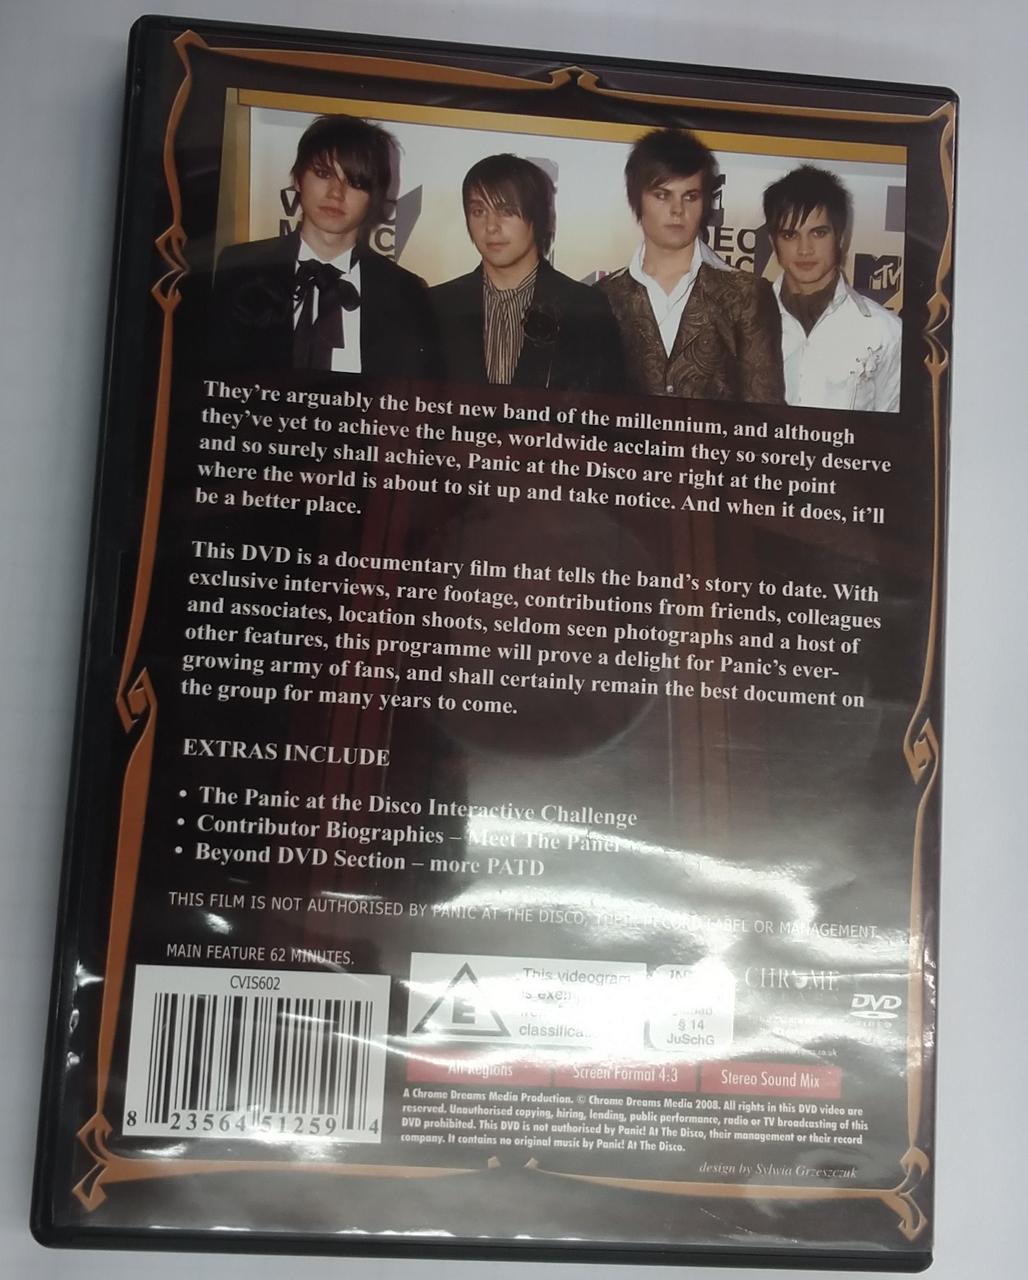 VIDEO
MUSIC
MTV
They're arguably the best new band of the millennium, and although
they've yet to achieve the huge, worldwide acclaim they so sorely deserve
and so surely shall achieve, Panic at the Disco are right at the point
where the world is about to sit up and take notice. And when it does, it'll
be a better place.
This DVD is a documentary film that tells the band's story to date. With
exclusive interviews, rare footage, contributions from friends, colleagues
and associates, location shoots, seldom seen photographs and a host of
other features, this programme will prove a delight for Panic's ever-
growing army of fans, and shall certainly remain the best document on
the group for many years to come.
EXTRAS INCLUDE
• The Panic at the Disco Interactive Challenge
• Contributor Biographies – Meet The Panel
• Beyond DVD Section – more PATD
THIS FILM IS NOT AUTHORISED BY PANIC AT THE DISCO, THEIR RECORD LABEL OR MANAGEMENT.
MAIN FEATURE 62 MINUTES.
CVIS602
8 23564 51259 4
E
This videogram
is exempt
from
classification
§ 14
JuSchG
CHROME
DVD
VIDEO
All Regions
Screen Format 4:3
Stereo Sound Mix
A Chrome Dreams Media Production. © Chrome Dreams Media 2008. All rights in this DVD video are
reserved. Unauthorised copying, hiring, lending, public performance, radio or TV broadcasting of this
DVD prohibited. This DVD is not authorised by Panic! At The Disco, their management or their record
company. It contains no original music by Panic! At The Disco.
design by Sylwia Grzeszczuk